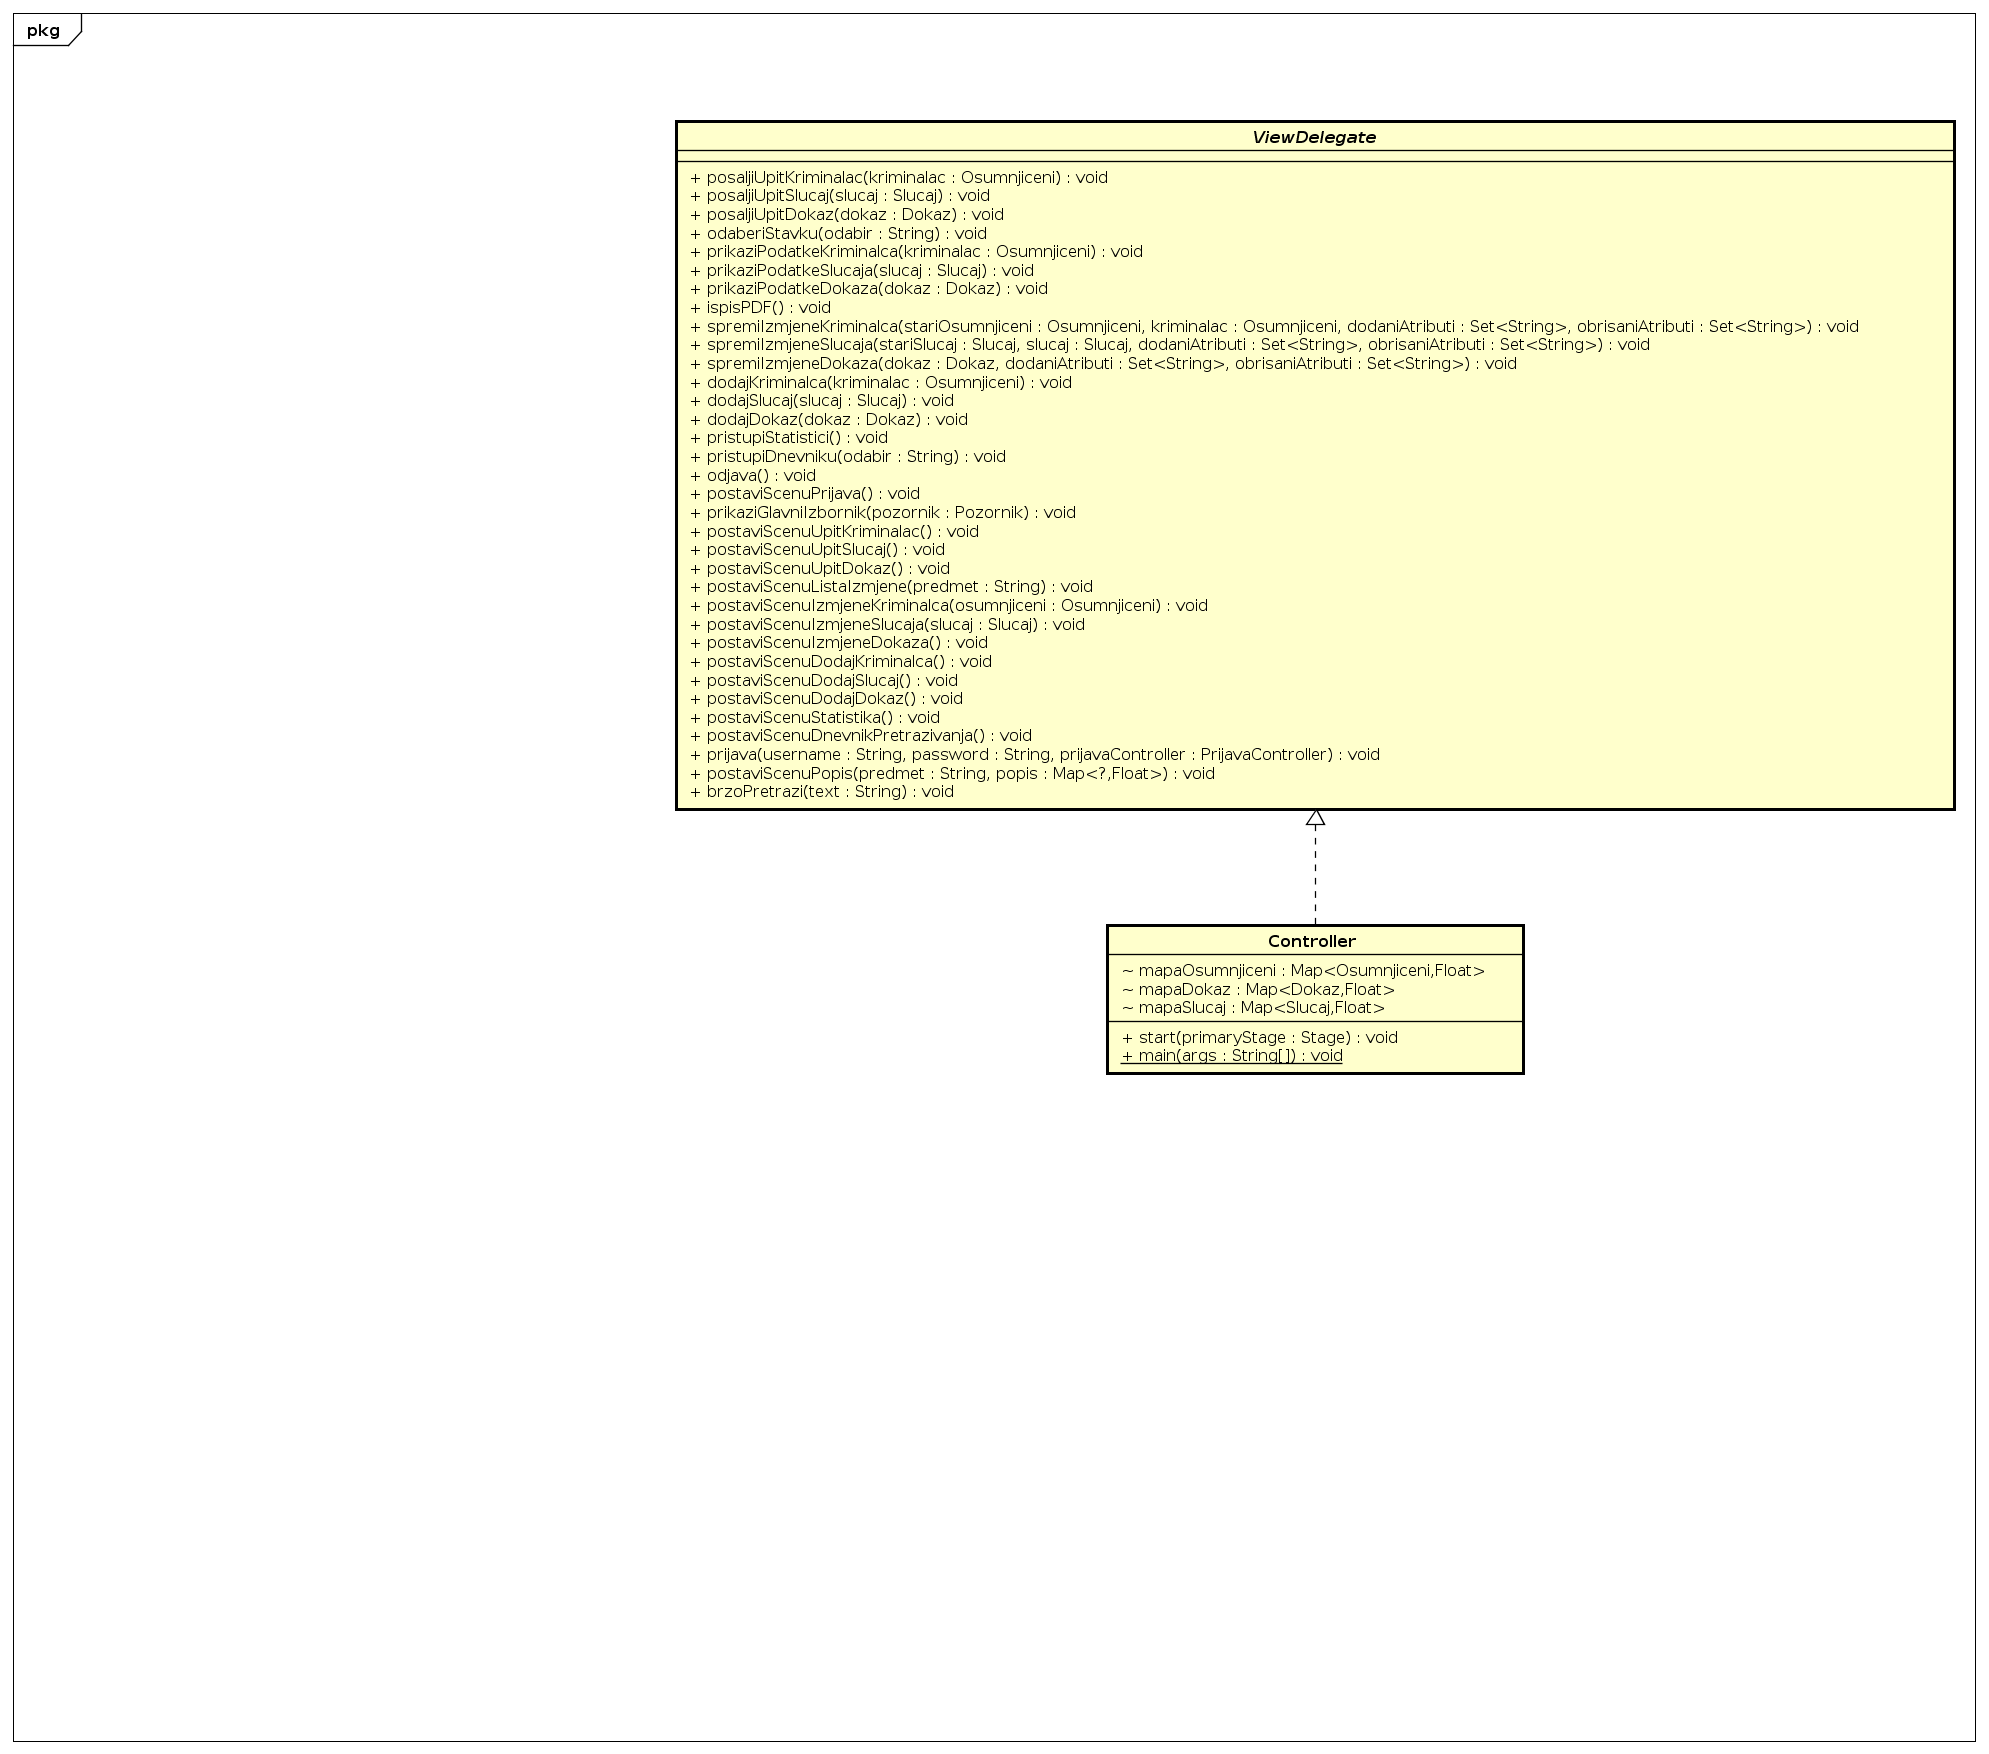 pkg
ViewDelegate
+ posaljiUpitKriminalac(kriminalac : Osumnjiceni) : void
+ posaljiUpitSlucaj(slucaj : Slucaj) : void
+ posaljiUpitDokaz(dokaz : Dokaz) : void
+ odaberiStavku(odabir : String) : void
+ prikaziPodatkeKriminalca(kriminalac : Osumnjiceni) : void
+ prikaziPodatkeSlucaja(slucaj : Slucaj) : void
+ prikaziPodatkeDokaza(dokaz : Dokaz) : void
+ ispisPDF() : void
+ spremiIzmjeneKriminalca(stariOsumnjiceni : Osumnjiceni, kriminalac : Osumnjiceni, dodaniAtributi : Set<String>, obrisaniAtributi : Set<String>) : void
+ spremiIzmjeneSlucaja(stariSlucaj : Slucaj, slucaj : Slucaj, dodaniAtributi : Set<String>, obrisaniAtributi : Set<String>) : void
+ spremiIzmjeneDokaza(dokaz : Dokaz, dodaniAtributi : Set<String>, obrisaniAtributi : Set<String>) : void
+ dodajKriminalca(kriminalac : Osumnjiceni) : void
+ dodajSlucaj(slucaj : Slucaj) : void
+ dodajDokaz(dokaz : Dokaz) : void
+ pristupiStatistici() : void
+ pristupiDnevniku(odabir : String) : void
+ odjava() : void
+ postaviScenuPrijava() : void
+ prikaziGlavniIzbornik(pozornik : Pozornik) : void
+ postaviScenuUpitKriminalac() : void
+ postaviScenuUpitSlucaj() : void
+ postaviScenuUpitDokaz() : void
+ postaviScenuListaIzmjene(predmet : String) : void
+ postaviScenuIzmjeneKriminalca(osumnjiceni : Osumnjiceni) : void
+ postaviScenuIzmjeneSlucaja(slucaj : Slucaj) : void
+ postaviScenuIzmjeneDokaza() : void
+ postaviScenuDodajKriminalca() : void
+ postaviScenuDodajSlucaj() : void
+ postaviScenuDodajDokaz() : void
+ postaviScenuStatistika() : void
+ postaviScenuDnevnikPretrazivanja() : void
+ prijava(username : String, password : String, prijavaController : PrijavaController) : void
+ postaviScenuPopis(predmet : String, popis : Map<?,Float>) : void
+ brzoPretrazi(text : String) : void
Controller
~ mapaOsumnjiceni : Map<Osumnjiceni,Float>
~ mapaDokaz : Map<Dokaz,Float>
~ mapaSlucaj : Map<Slucaj,Float>
+ start(primaryStage : Stage) : void
+ main(args : String[]) : void